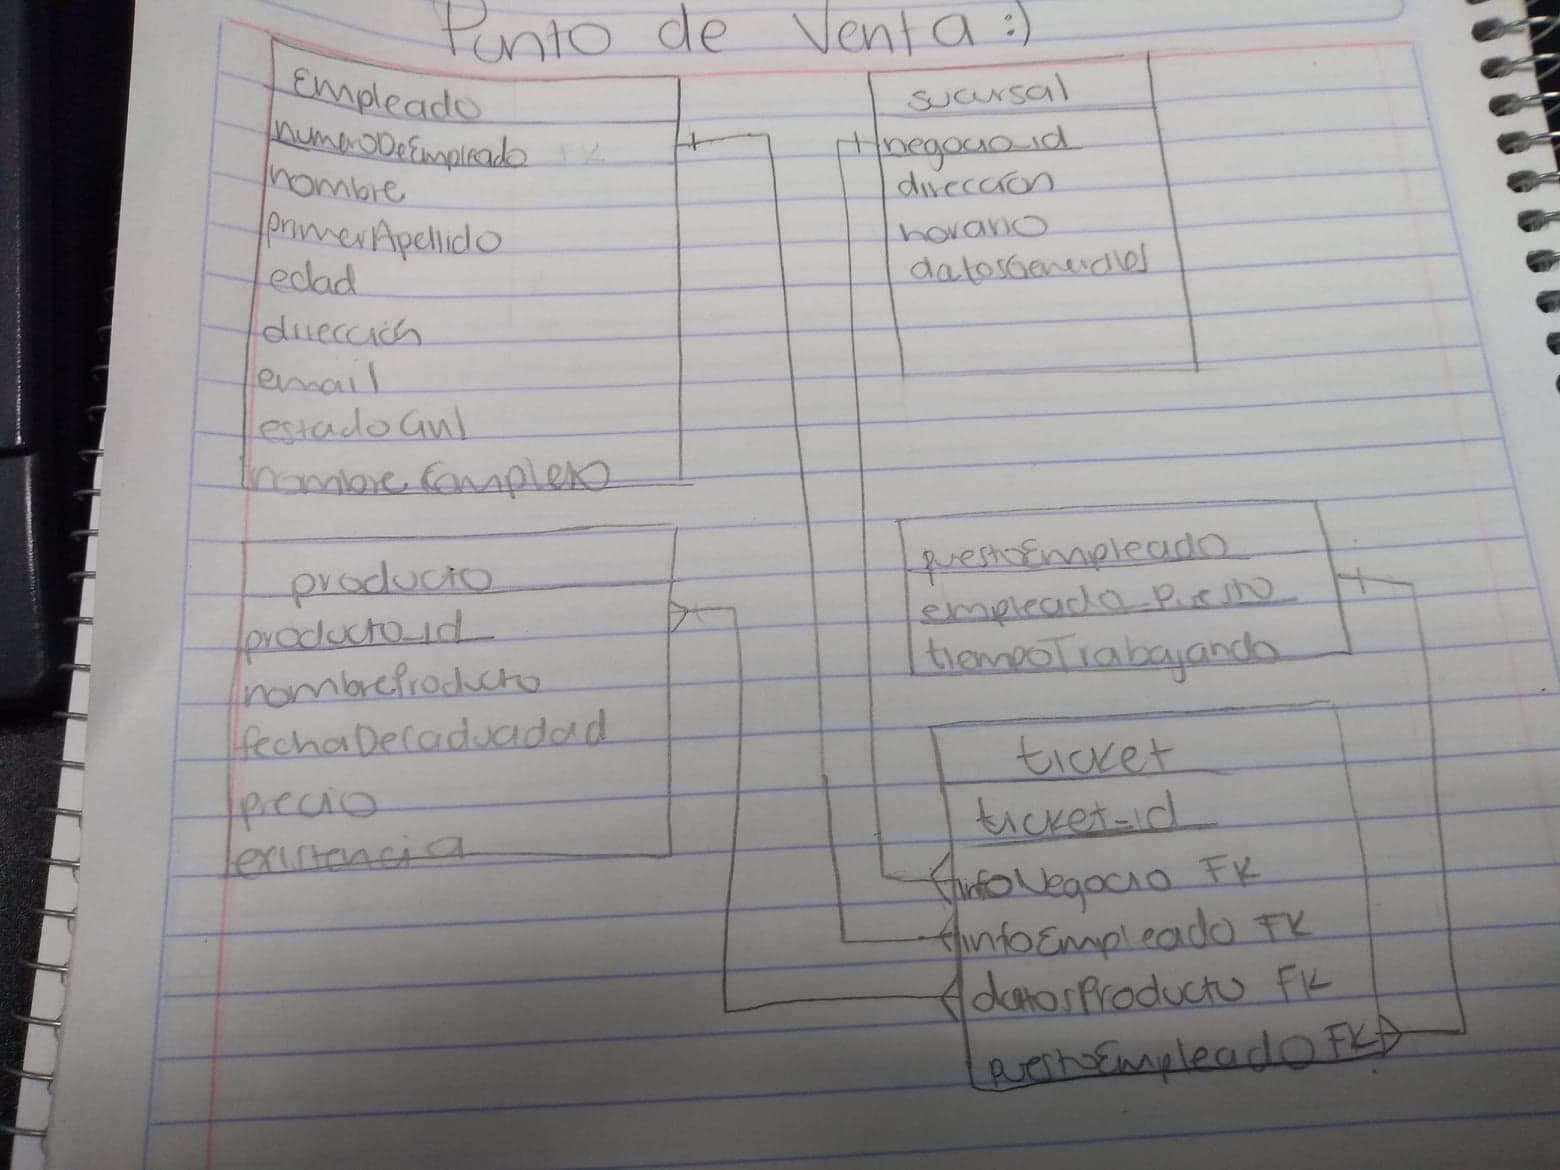 Punto de Venta :)
Empleado
numeroDeEmpleado
nombre
primerApellido
edad
dirección
email
estadoCivil
nombreCompleto
sucursal
negocio_id
dirección
horario
datosGenerales
producto
producto_id
nombreProducto
fechaDeCaducidad
precio
existencia
puestoEmpleado
empleado_puesto
tiempoTrabajando
ticket
ticket_id
infoNegocio FK
infoEmpleado FK
datosProducto FK
puestoEmpleado FK